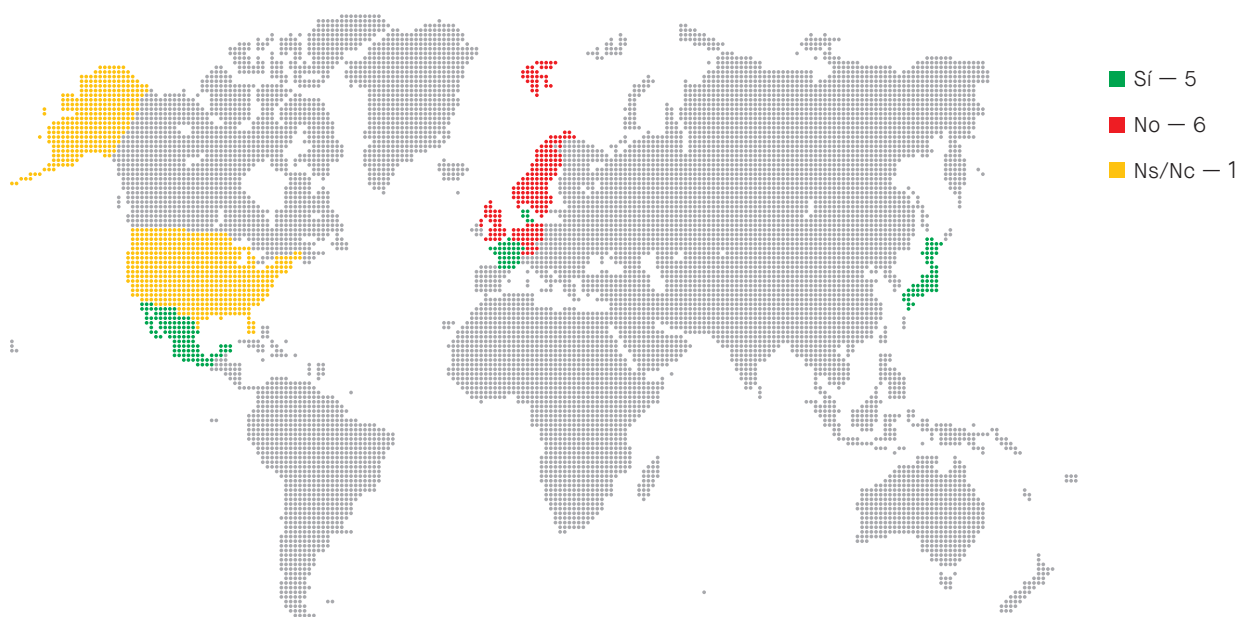 Sí — 5
No — 6
Ns/Nc — 1